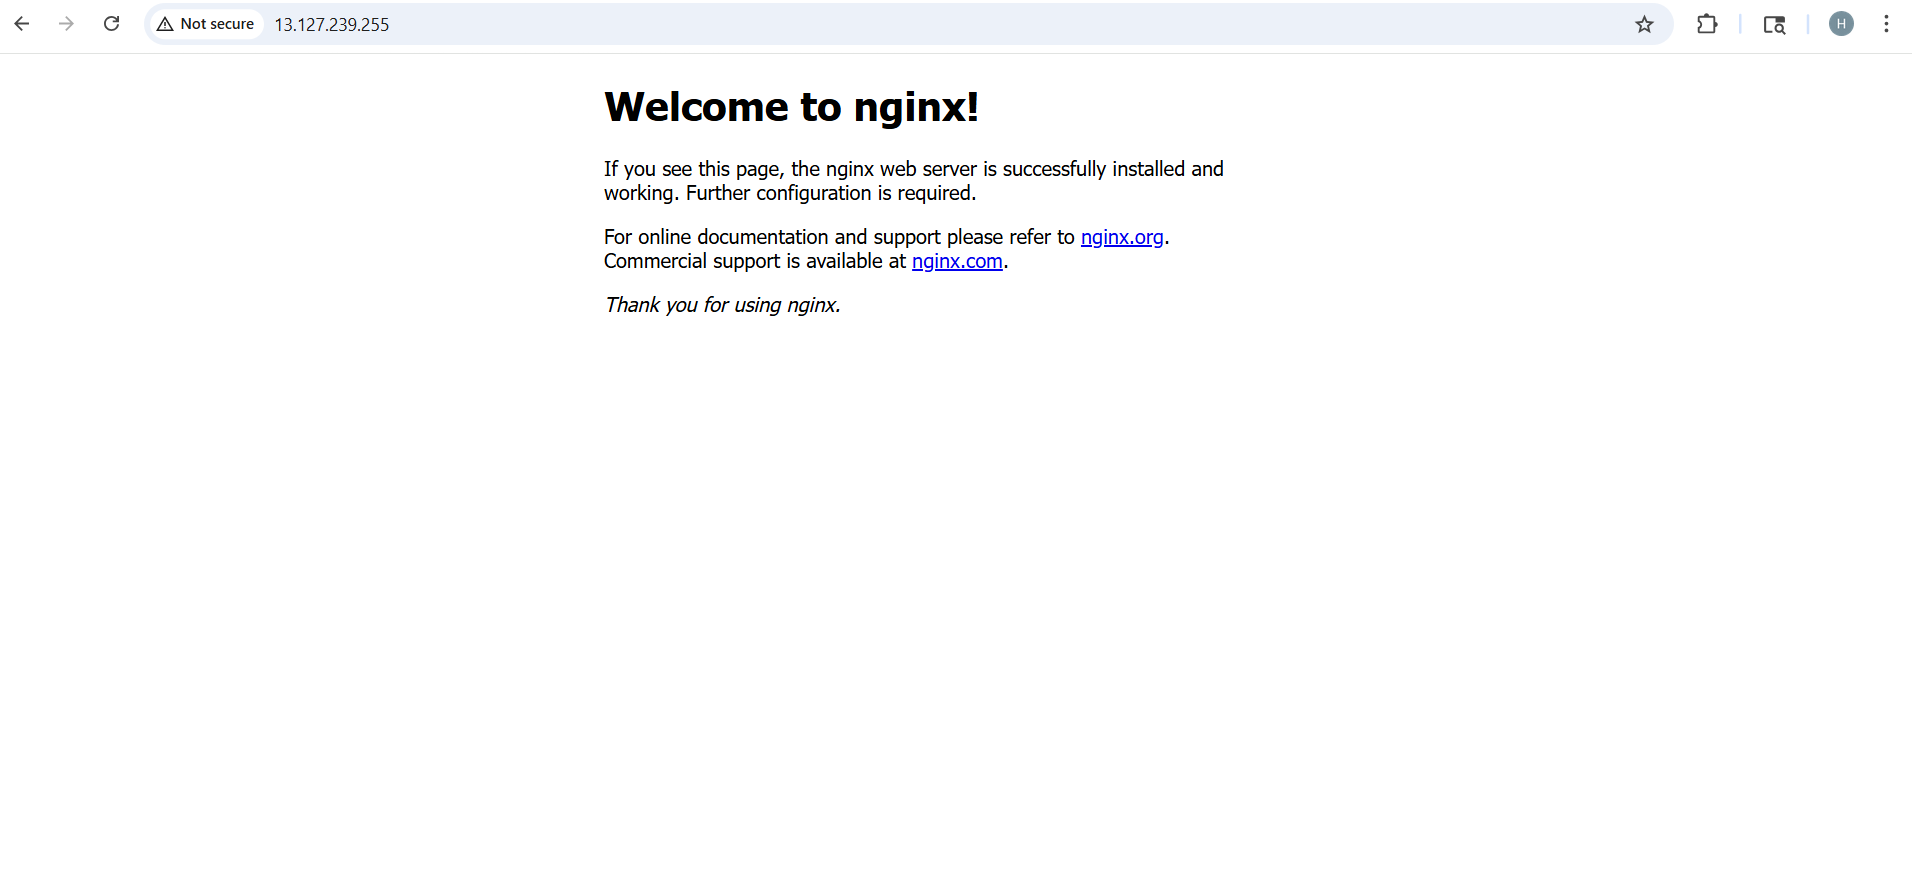 Not secure
13.127.239.255
H
Welcome to nginx!
If you see this page, the nginx web server is successfully installed and
working. Further configuration is required.
For online documentation and support please refer to nginx.org.
Commercial support is available at nginx.com.
Thank you for using nginx.